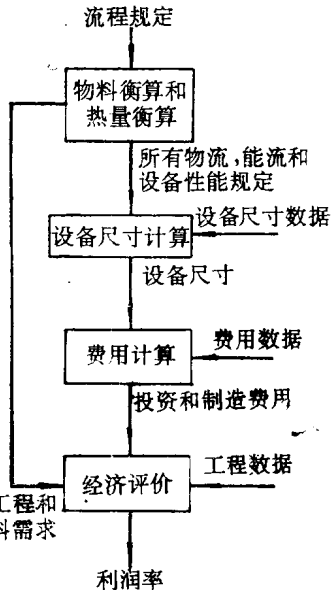 流程规定
物料衡算和
热量衡算
所有物流,能流和
设备性能规定
设备尺寸计算
设备尺寸数据
设备尺寸
费用计算
费用数据
投资和制造费用
工程数据
经济评价
工程和
料需求
利润率